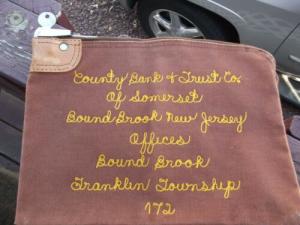 County Bank & Trust Co.
Of Somerset
Bound Brook New Jersey
Offices
Bound Brook
Franklin Township
172